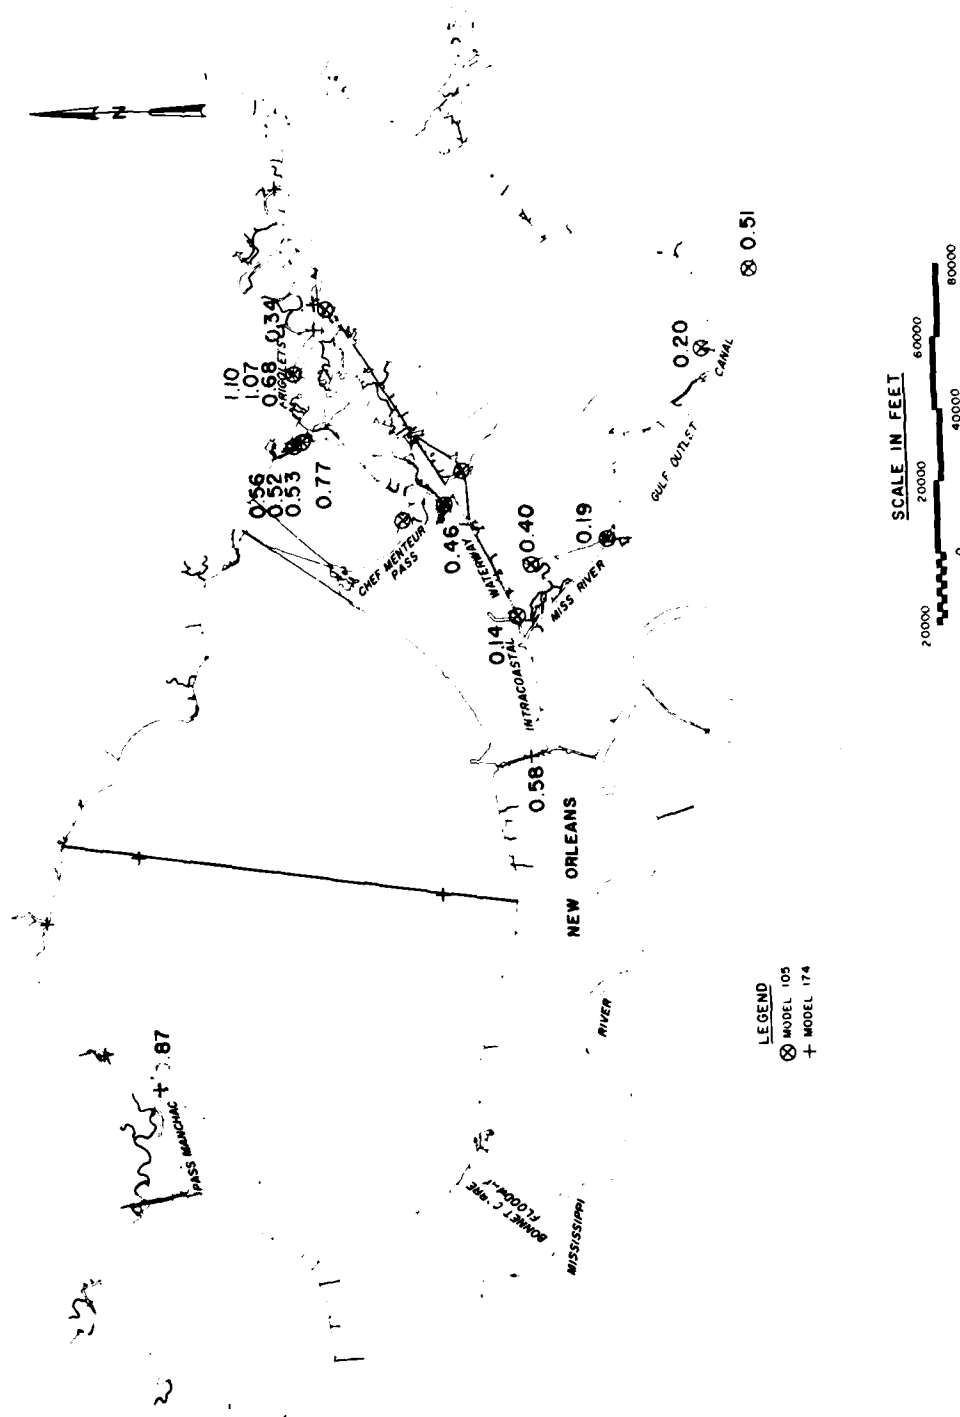 N
1.10
1.07
0.68
0.34
RIGOLETS
0.56
0.52
0.53
0.77
CHEF MENTEUR
PASS
0.46
WATERWAY
0.40
0.19
MISS RIVER
0.14
INTRACOASTAL
GULF OUTLET
CANAL
0.20
0.51
0.58
NEW ORLEANS
RIVER
.87
PASS MANCHAC
BONNET
MISSISSIPPI
LEGEND
MODEL 105
+ MODEL 174
SCALE IN FEET
20000 0 20000 40000 60000 80000